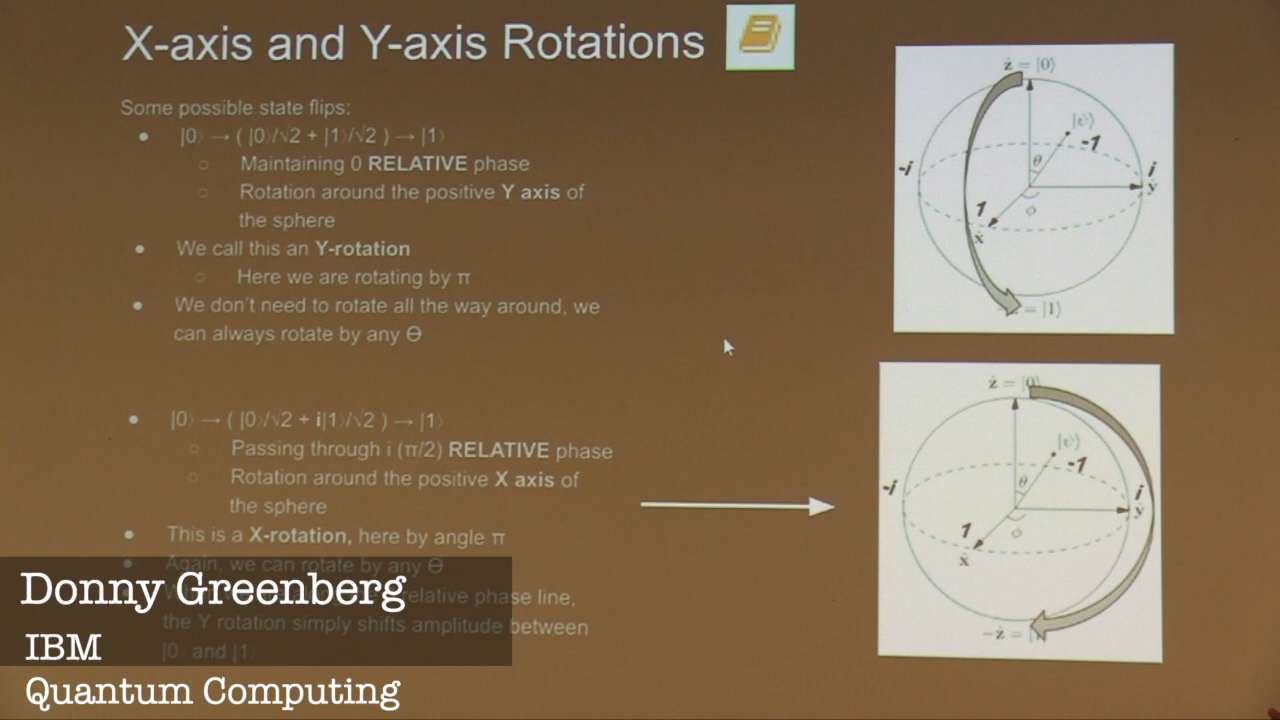 X-axis and Y-axis Rotations
Some possible state flips:
|0⟩ → ( |0⟩/√2 + |1⟩/√2 ) → |1⟩
Maintaining 0 RELATIVE phase
Rotation around the positive Y axis of
the sphere
We call this an Y-rotation
Here we are rotating by π
We don't need to rotate all the way around, we
can always rotate by any Θ
|0⟩ → ( |0⟩/√2 + i|1⟩/√2 ) → |1⟩
Passing through i (π/2) RELATIVE phase
Rotation around the positive X axis of
the sphere
This is a X-rotation, here by angle π
Again, we can rotate by any Θ
relative phase line,
the Y rotation simply shifts amplitude between
|0⟩ and |1⟩
ẑ = |0⟩
|ψ⟩
-1
-i
θ
i
ŷ
1
ϕ
x̂
= |1⟩
ẑ = |0⟩
|ψ⟩
-1
-i
θ
i
ŷ
1
ϕ
x̂
-ẑ = |
Donny Greenberg
IBM
Quantum Computing